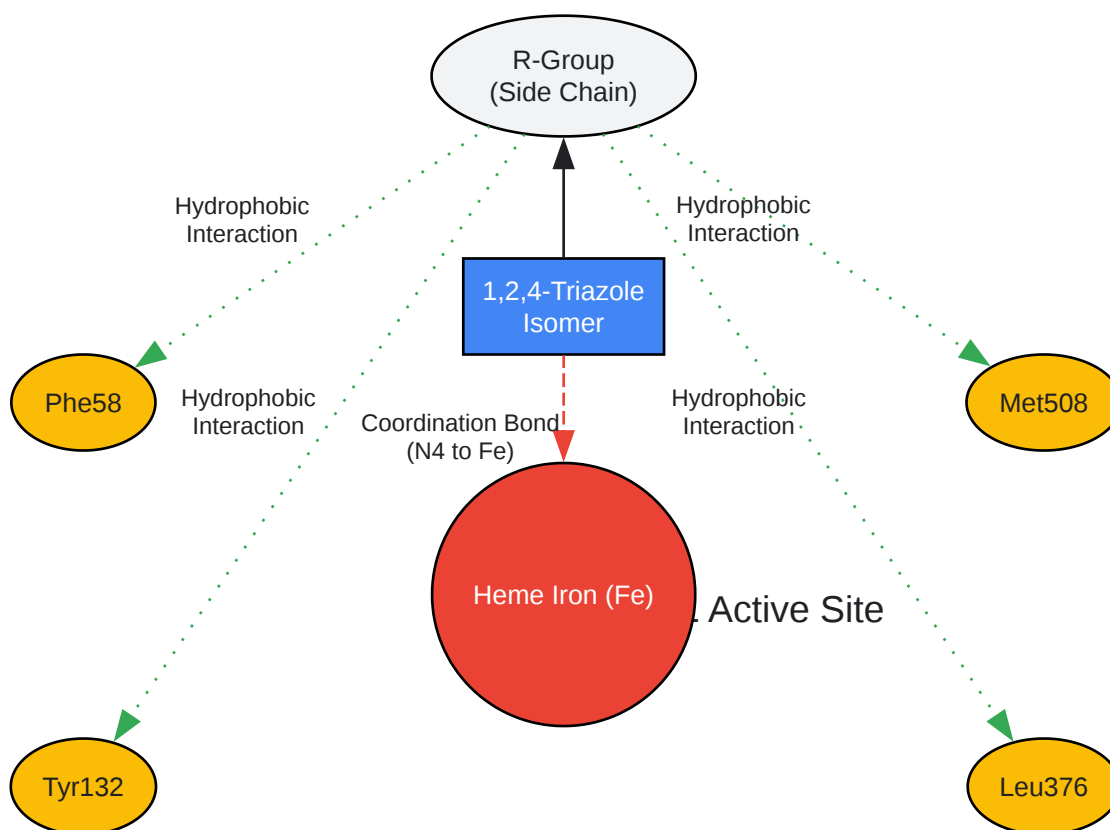 R-Group
(Side Chain)
Hydrophobic
Interaction
Hydrophobic
Interaction
1,2,4-Triazole
Isomer
Phe58
Met508
Hydrophobic
Interaction
Hydrophobic
Interaction
Coordination Bond
(N4 to Fe)
Heme Iron (Fe)
Active Site
Tyr132
Leu376